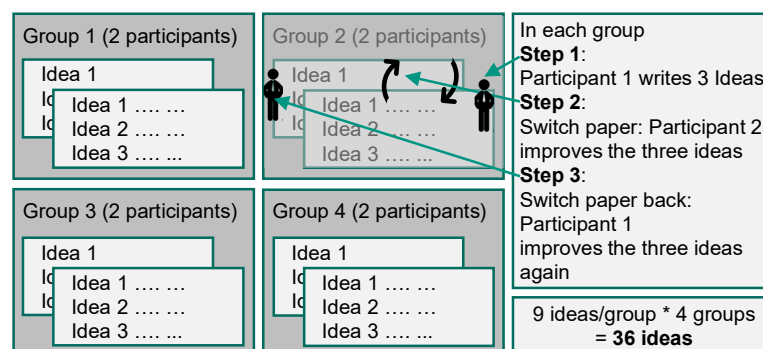 Group 1 (2 participants)
Idea 1
Idea 1 .... ...
Idea 2 .... ...
Idea 3 .... ...
Group 2 (2 participants)
Idea 1
Idea 1 .... ...
Idea 2 .... ...
Idea 3 .... ...
Group 3 (2 participants)
Idea 1
Idea 1 .... ...
Idea 2 .... ...
Idea 3 .... ...
Group 4 (2 participants)
Idea 1
Idea 1 .... ...
Idea 2 .... ...
Idea 3 .... ...
In each group
Step 1:
Participant 1 writes 3 Ideas
Step 2:
Switch paper: Participant 2
improves the three ideas
Step 3:
Switch paper back:
Participant 1
improves the three ideas
again
9 ideas/group * 4 groups
= 36 ideas